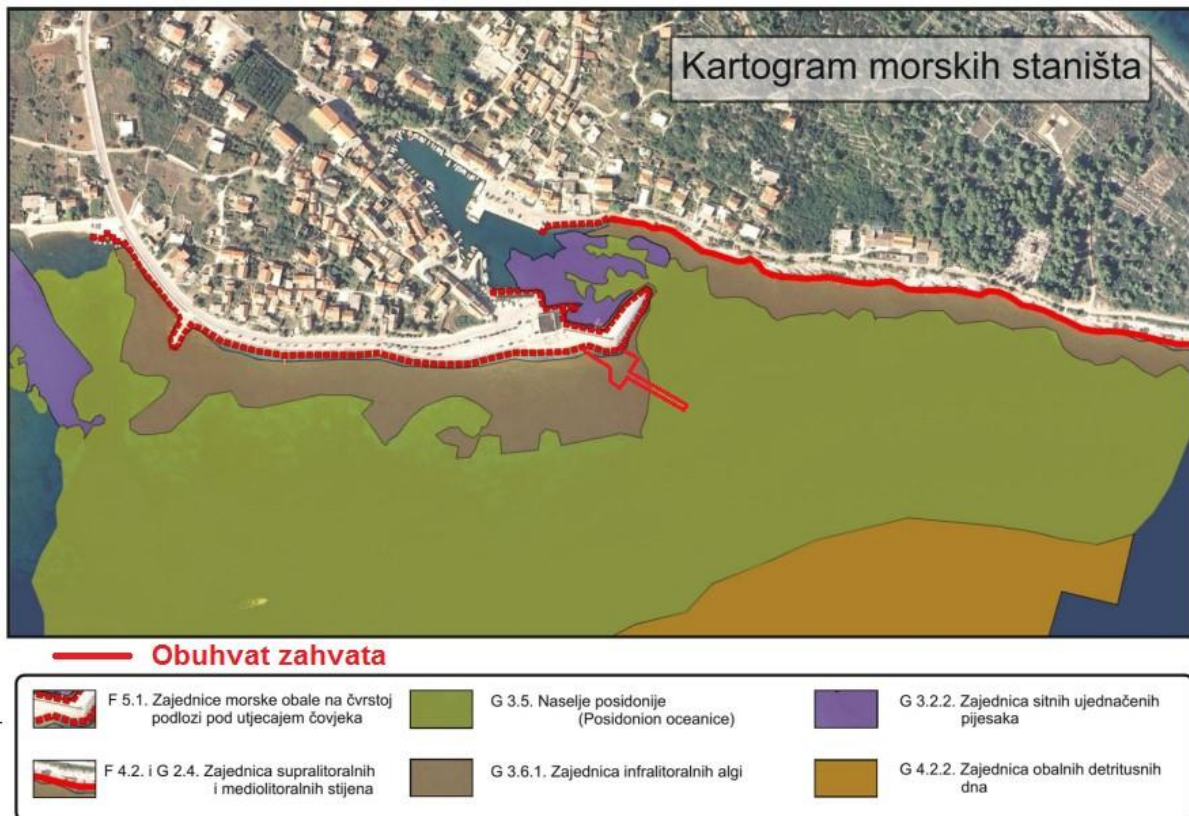 Kartogram morskih staništa
Obuhvat zahvata
F 5.1. Zajednice morske obale na čvrstoj
podlozi pod utjecajem čovjeka
G 3.5. Naselje posidonije
(Posidonion oceanice)
G 3.2.2. Zajednica sitnih ujednačenih
pijesaka
F 4.2. i G 2.4. Zajednica supralitoralnih
i mediolitoralnih stijena
G 3.6.1. Zajednica infralitoralnih algi
G 4.2.2. Zajednica obalnih detritusnih
dna